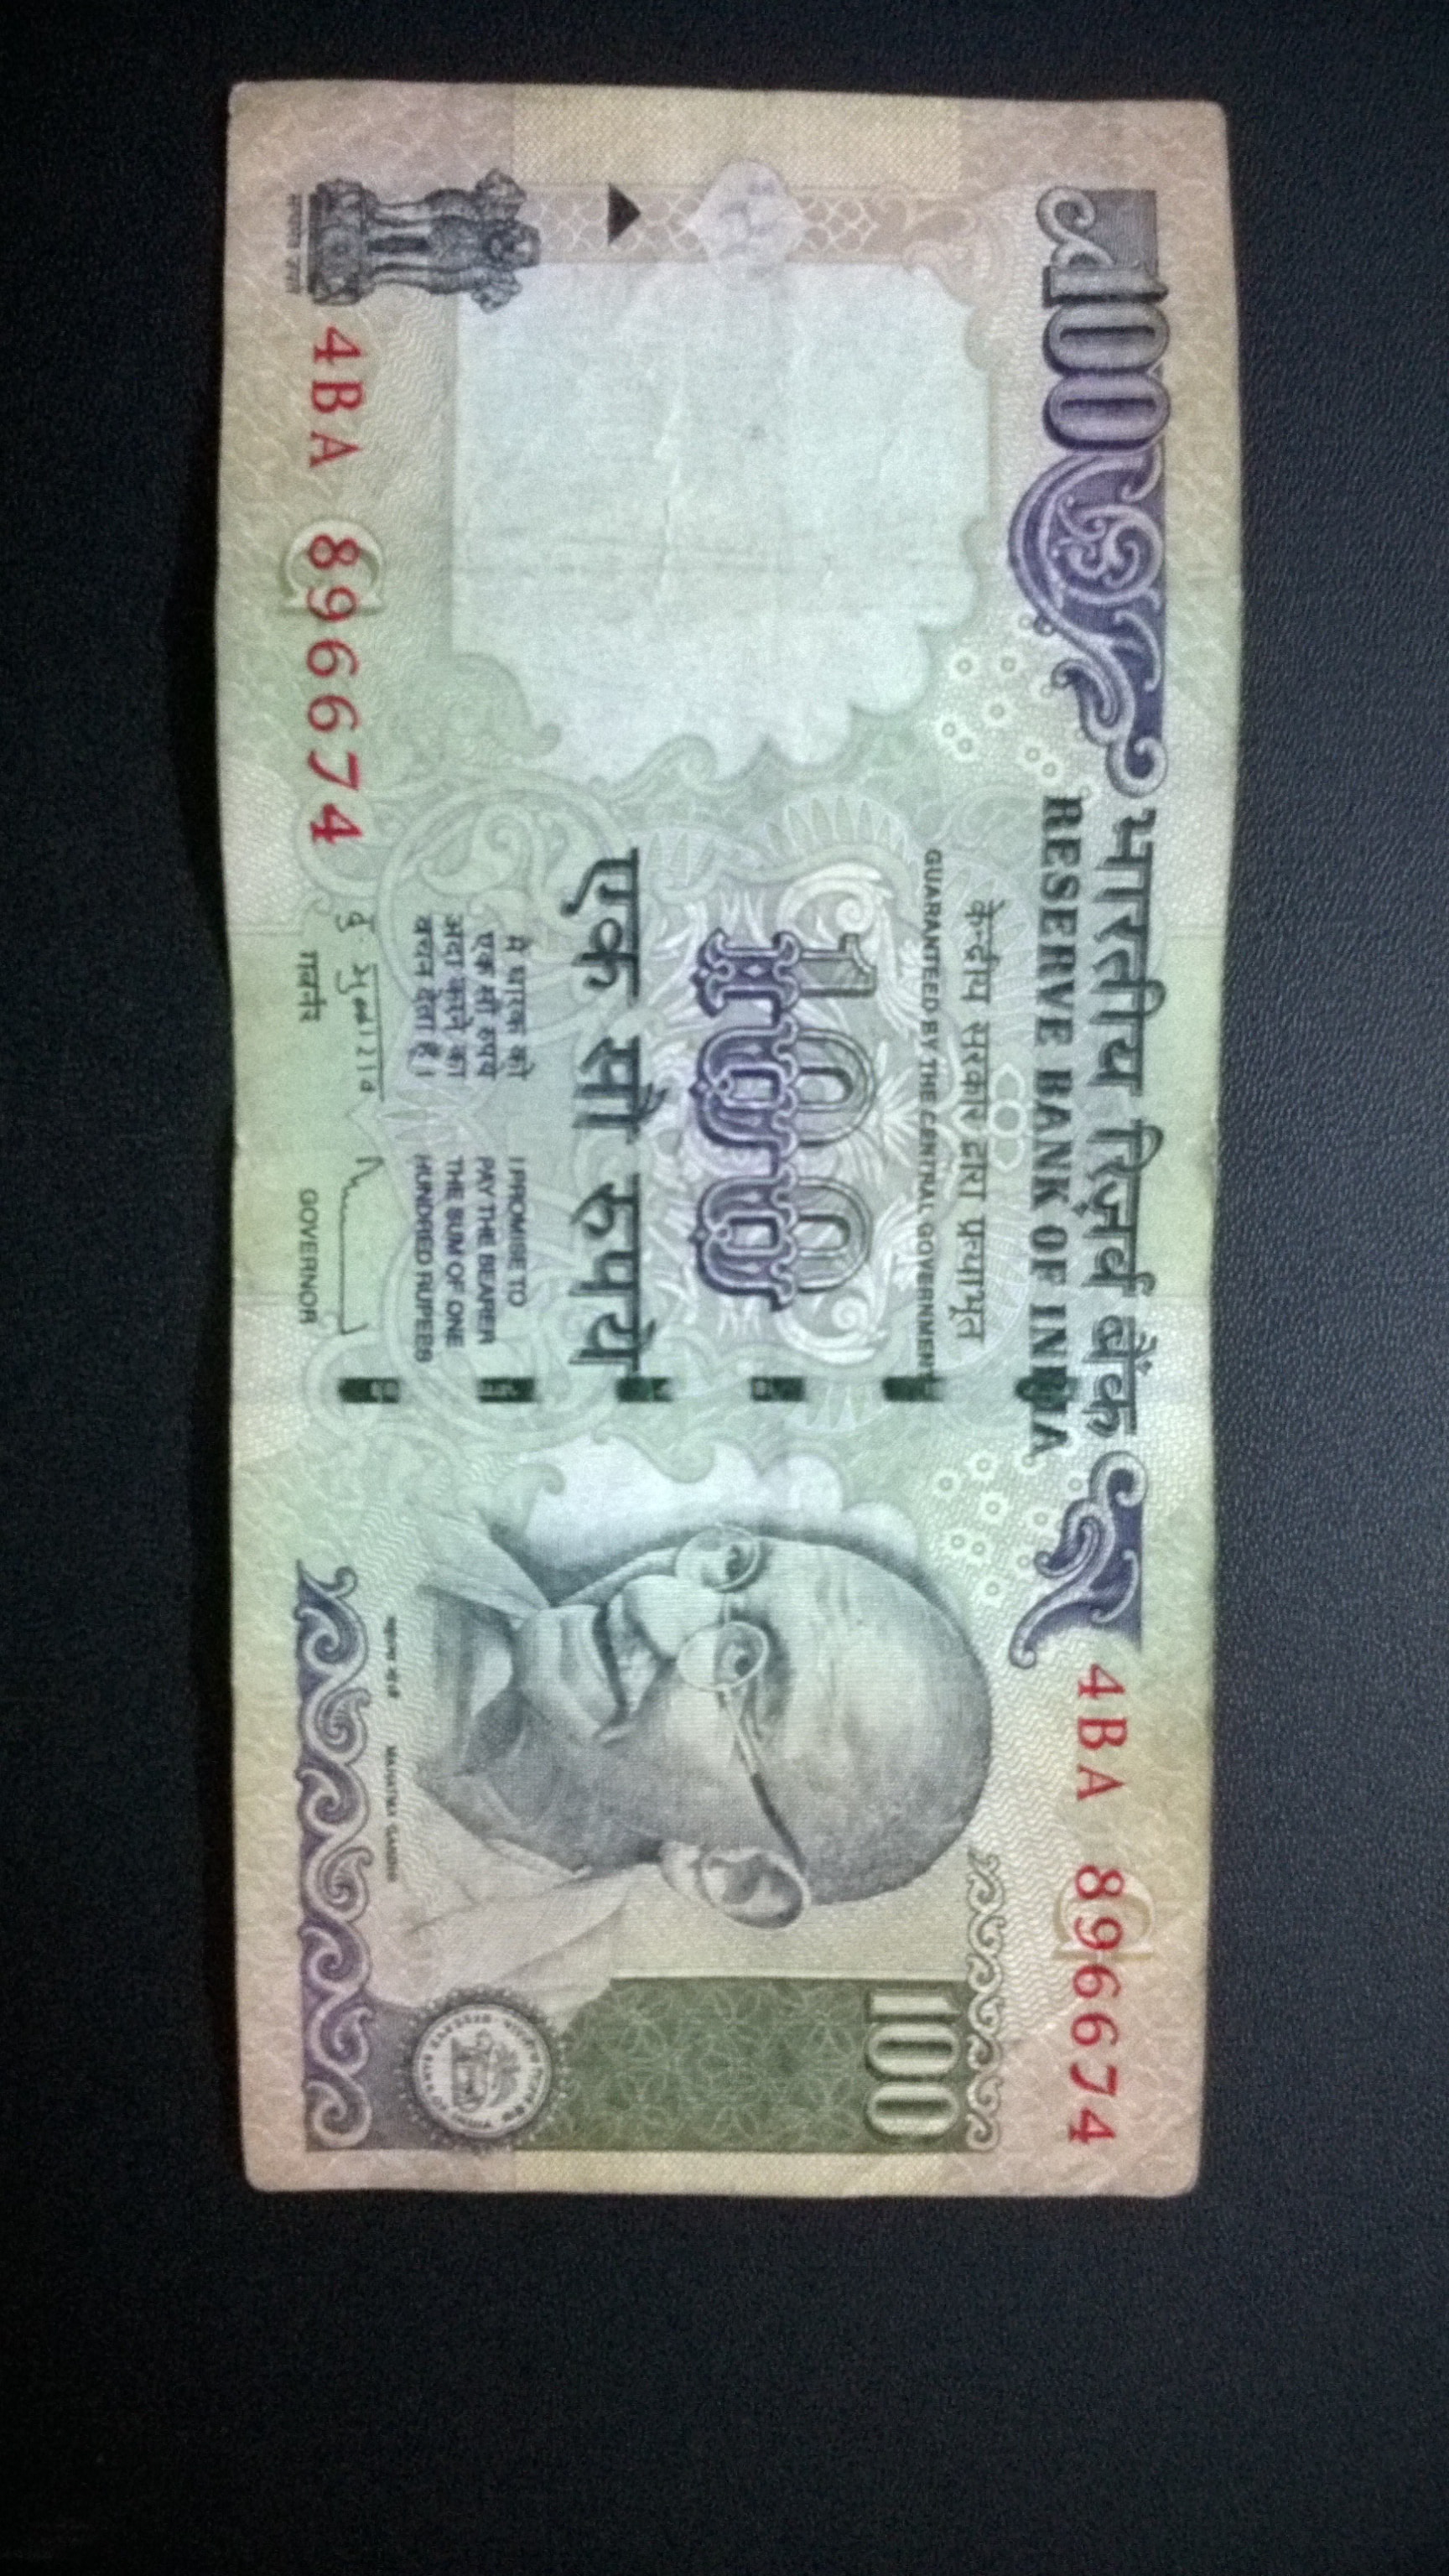 100
भारतीय रिज़र्व बैंक
4BA 896674
RESERVE BANK OF INDIA
केन्द्रीय सरकार द्वारा प्रत्याभूत
GUARANTEED BY THE CENTRAL GOVERNMENT
100
100
एक सौ रुपये
मैं धारक को
एक सौ रुपये
अदा करने का
वचन देता हूँ।
I PROMISE TO
PAY THE BEARER
THE SUM OF ONE
HUNDRED RUPEES
महात्मा गाँधी MAHATMA GANDHI
4BA 896674
गवर्नर
GOVERNOR
सत्यमेव जयते